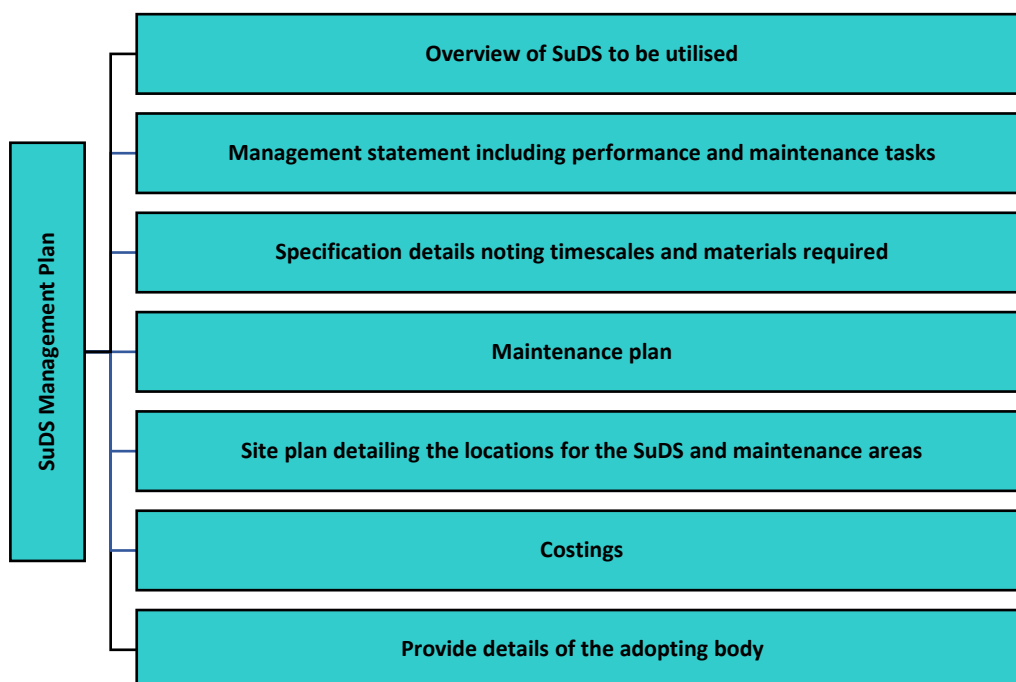 SuDS Management Plan
Overview of SuDS to be utilised
Management statement including performance and maintenance tasks
Specification details noting timescales and materials required
Maintenance plan
Site plan detailing the locations for the SuDS and maintenance areas
Costings
Provide details of the adopting body